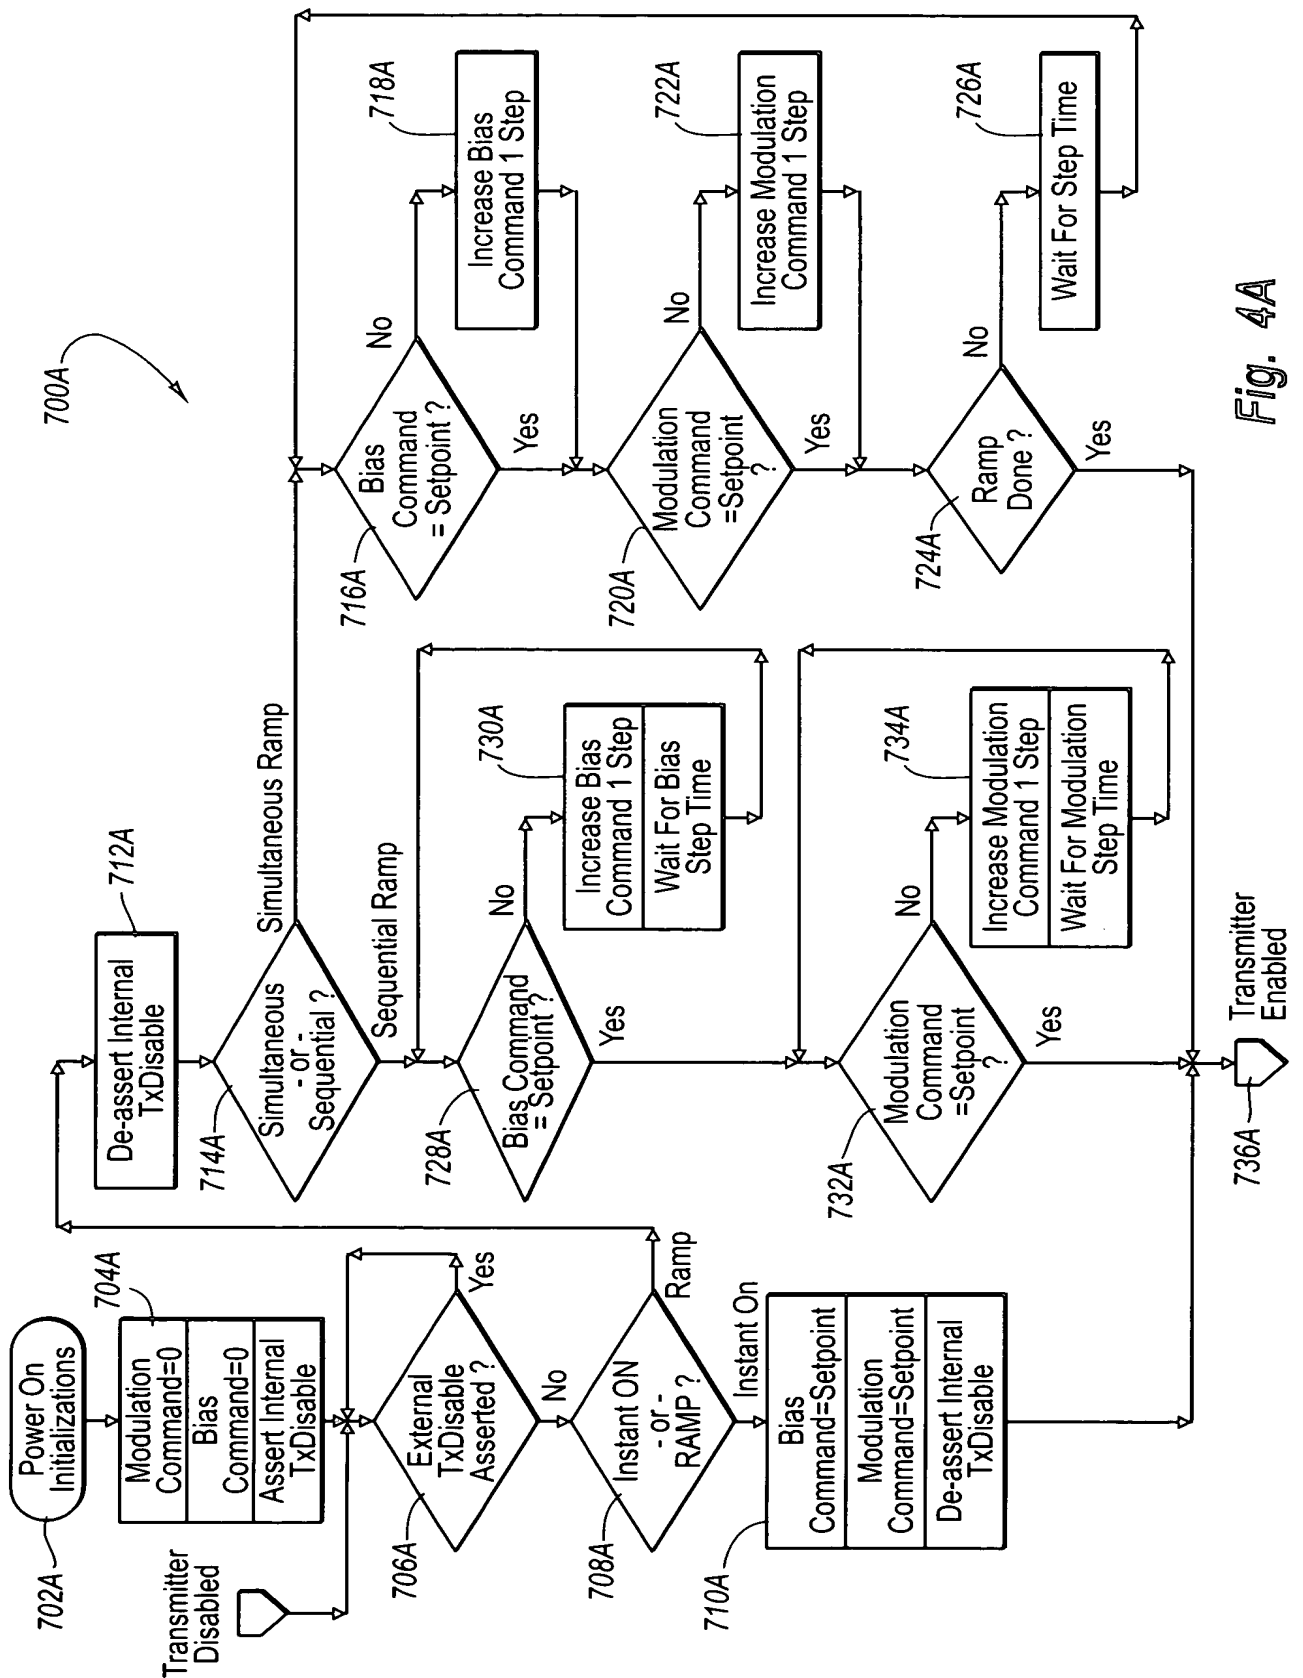 700A
702A
Power On
Initializations
704A
Modulation
Command=0
Bias
Command=0
Assert Internal
TxDisable
Transmitter
Disabled
706A
External
TxDisable
Asserted ?
Yes
No
708A
Instant ON
- or -
RAMP ?
Ramp
Instant On
710A
Bias
Command=Setpoint
Modulation
Command=Setpoint
De-assert Internal
TxDisable
712A
De-assert Internal
TxDisable
714A
Simultaneous
- or -
Sequential ?
Simultaneous Ramp
Sequential Ramp
728A
Bias Command
= Setpoint ?
No
Yes
730A
Increase Bias
Command 1 Step
Wait For Bias
Step Time
732A
Modulation
Command
=Setpoint
?
No
Yes
734A
Increase Modulation
Command 1 Step
Wait For Modulation
Step Time
716A
Bias
Command
= Setpoint ?
No
Yes
718A
Increase Bias
Command 1 Step
720A
Modulation
Command
=Setpoint
?
No
Yes
722A
Increase Modulation
Command 1 Step
724A
Ramp
Done ?
No
Yes
726A
Wait For Step Time
736A
Transmitter
Enabled
Fig. 4A